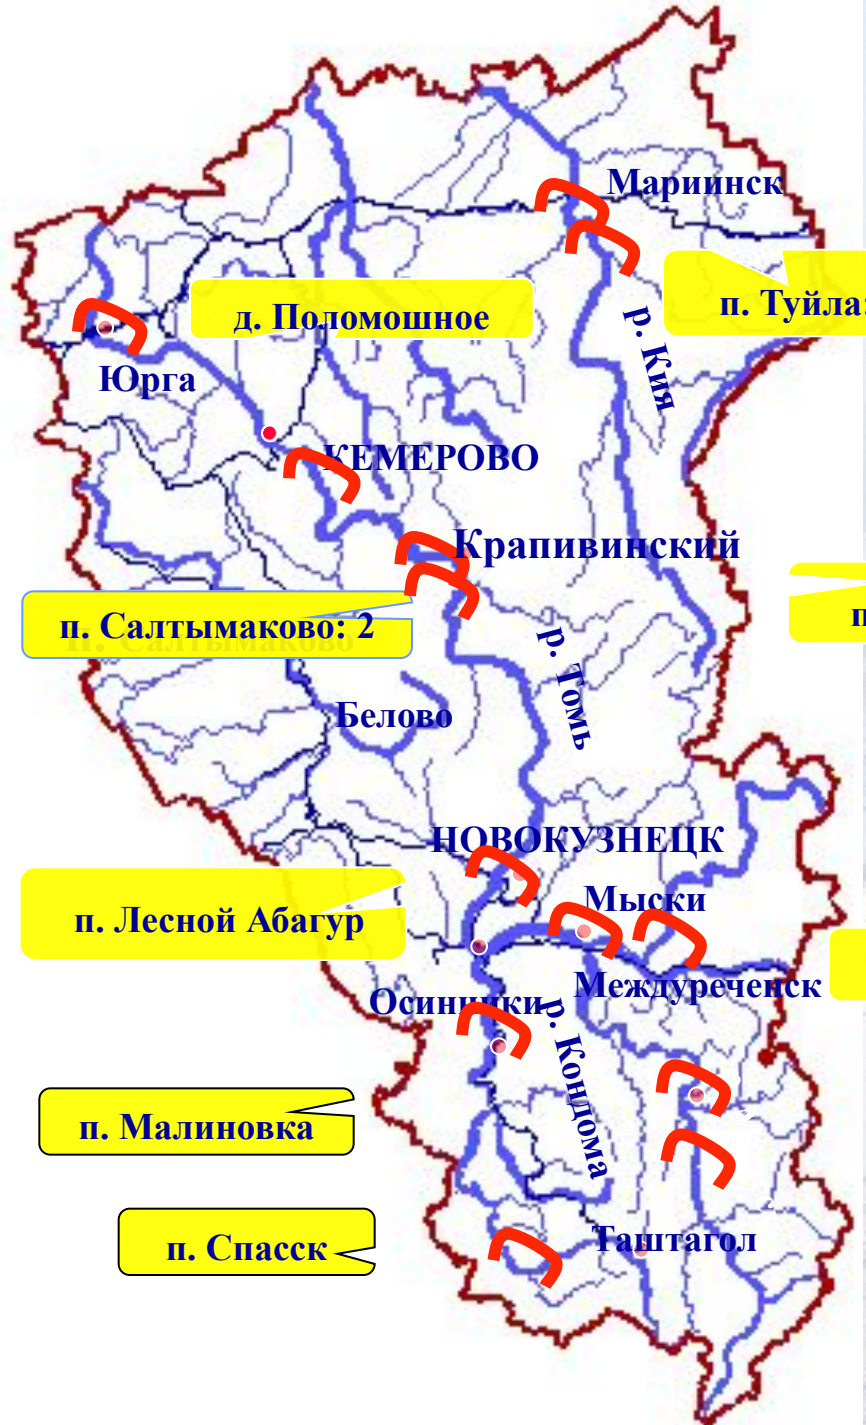 Мариинск
п. Туйла
д. Поломошное
р. Кия
Юрга
КЕМЕРОВО
Крапивинский
п. Салтымаково: 2
п. Салтымаково
п
р. Томь
Белово
НОВОКУЗНЕЦК
Мыски
п. Лесной Абагур
Междуреченск
Осинники
р. Кондома
п. Малиновка
п. Спасск
Таштагол